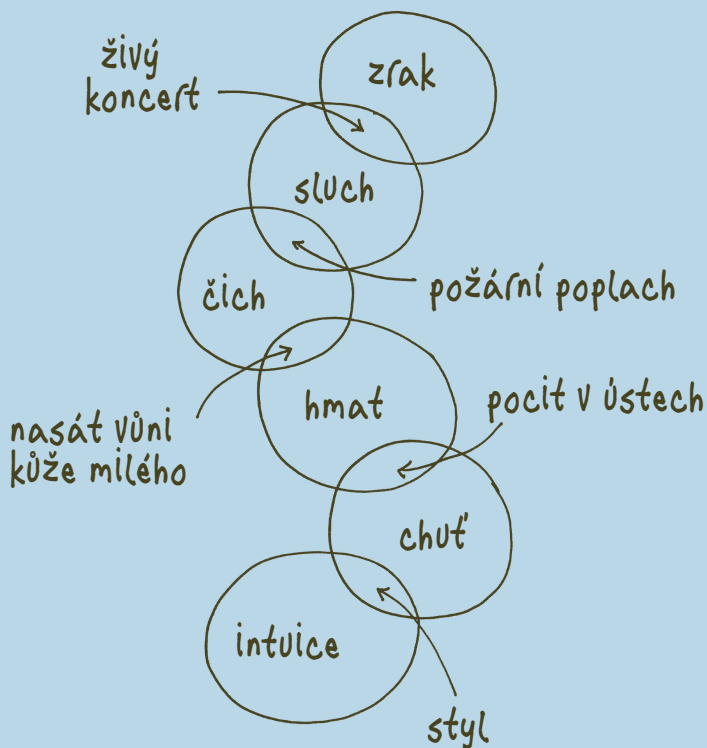 živý
koncert
zrak
sluch
čich
požární poplach
hmat
pocit v ústech
nasát vůni
kůže milého
chuť
intuice
styl